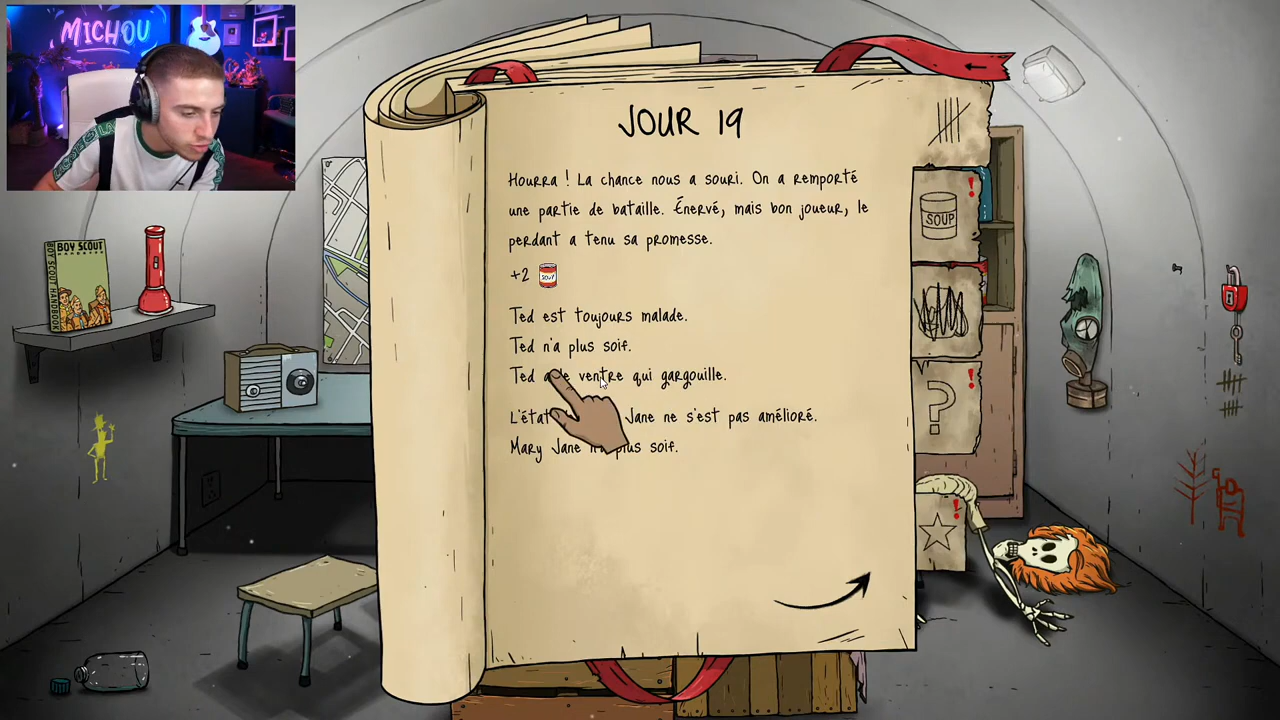 MICHOU
JOUR 19
Hourra ! La chance nous a souri. On a remporté
une partie de bataille. Énervé, mais bon joueur, le
perdant a tenu sa promesse.
+2
SOUP
Ted est toujours malade.
Ted n'a plus soif.
Ted a le ventre qui gargouille.
L'état Jane ne s'est pas amélioré.
Mary Jane n'a plus soif.
SOUP
!
?
!
!
BOY SCOUT
BOY SCOUT HANDBOOK